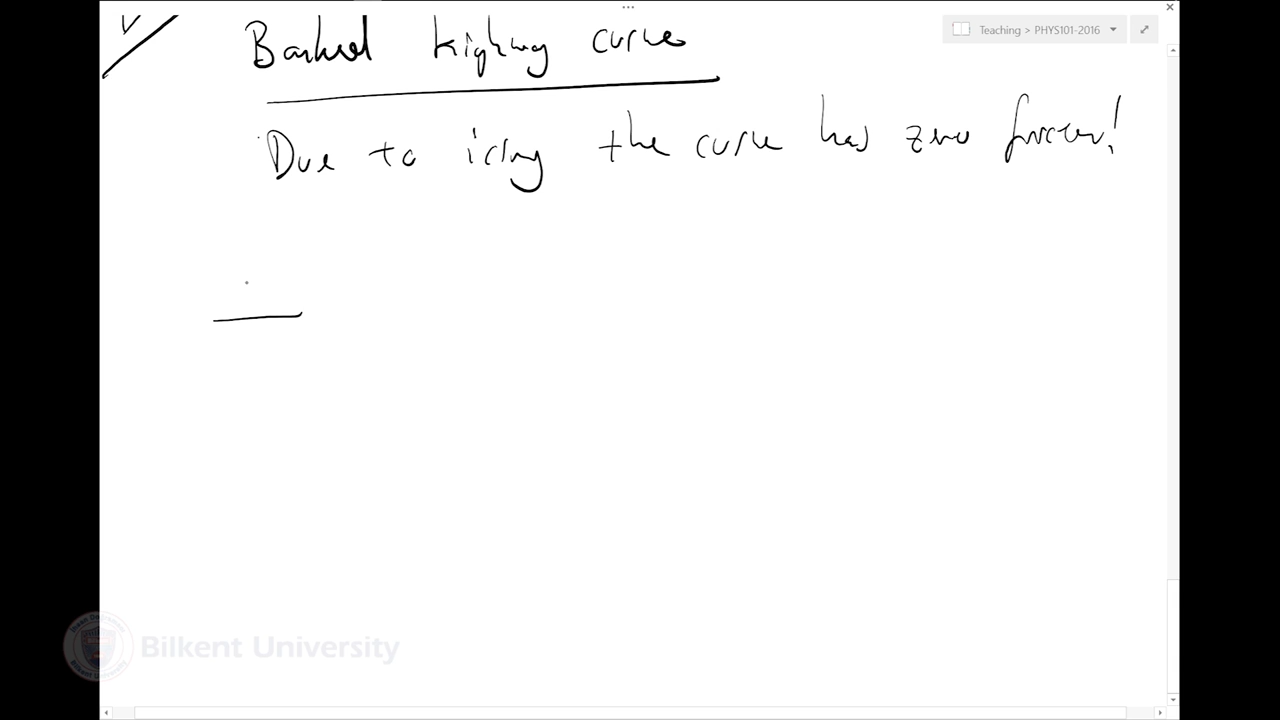 Teaching > PHYS101-2016
Banked highway curve
Due to icing the curve has zero friction!
Bilkent University